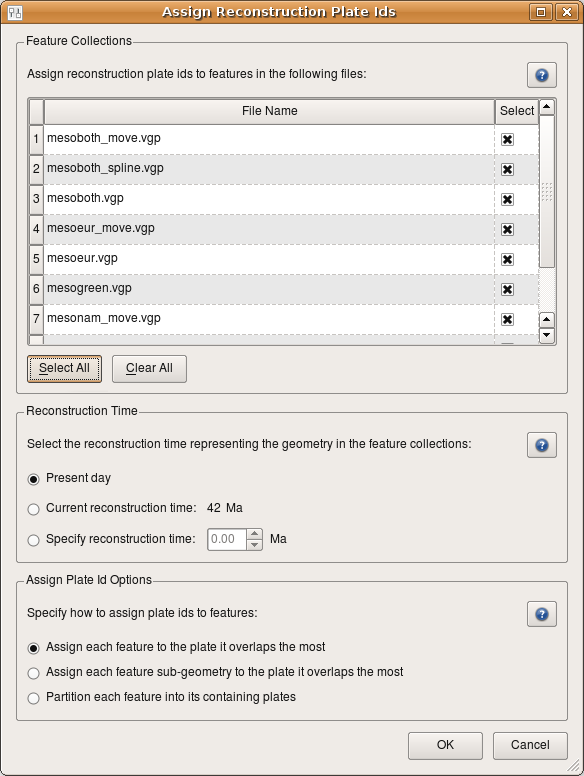 Assign Reconstruction Plate Ids
Feature Collections
Assign reconstruction plate ids to features in the following files:
?
File Name Select
1 mesoboth_move.vgp
2 mesoboth_spline.vgp
3 mesoboth.vgp
4 mesoeur_move.vgp
5 mesoeur.vgp
6 mesogreen.vgp
7 mesonam_move.vgp
Select All Clear All
Reconstruction Time
Select the reconstruction time representing the geometry in the feature collections:
?
Present day
Current reconstruction time: 42 Ma
Specify reconstruction time: 0.00 Ma
Assign Plate Id Options
Specify how to assign plate ids to features:
?
Assign each feature to the plate it overlaps the most
Assign each feature sub-geometry to the plate it overlaps the most
Partition each feature into its containing plates
OK Cancel